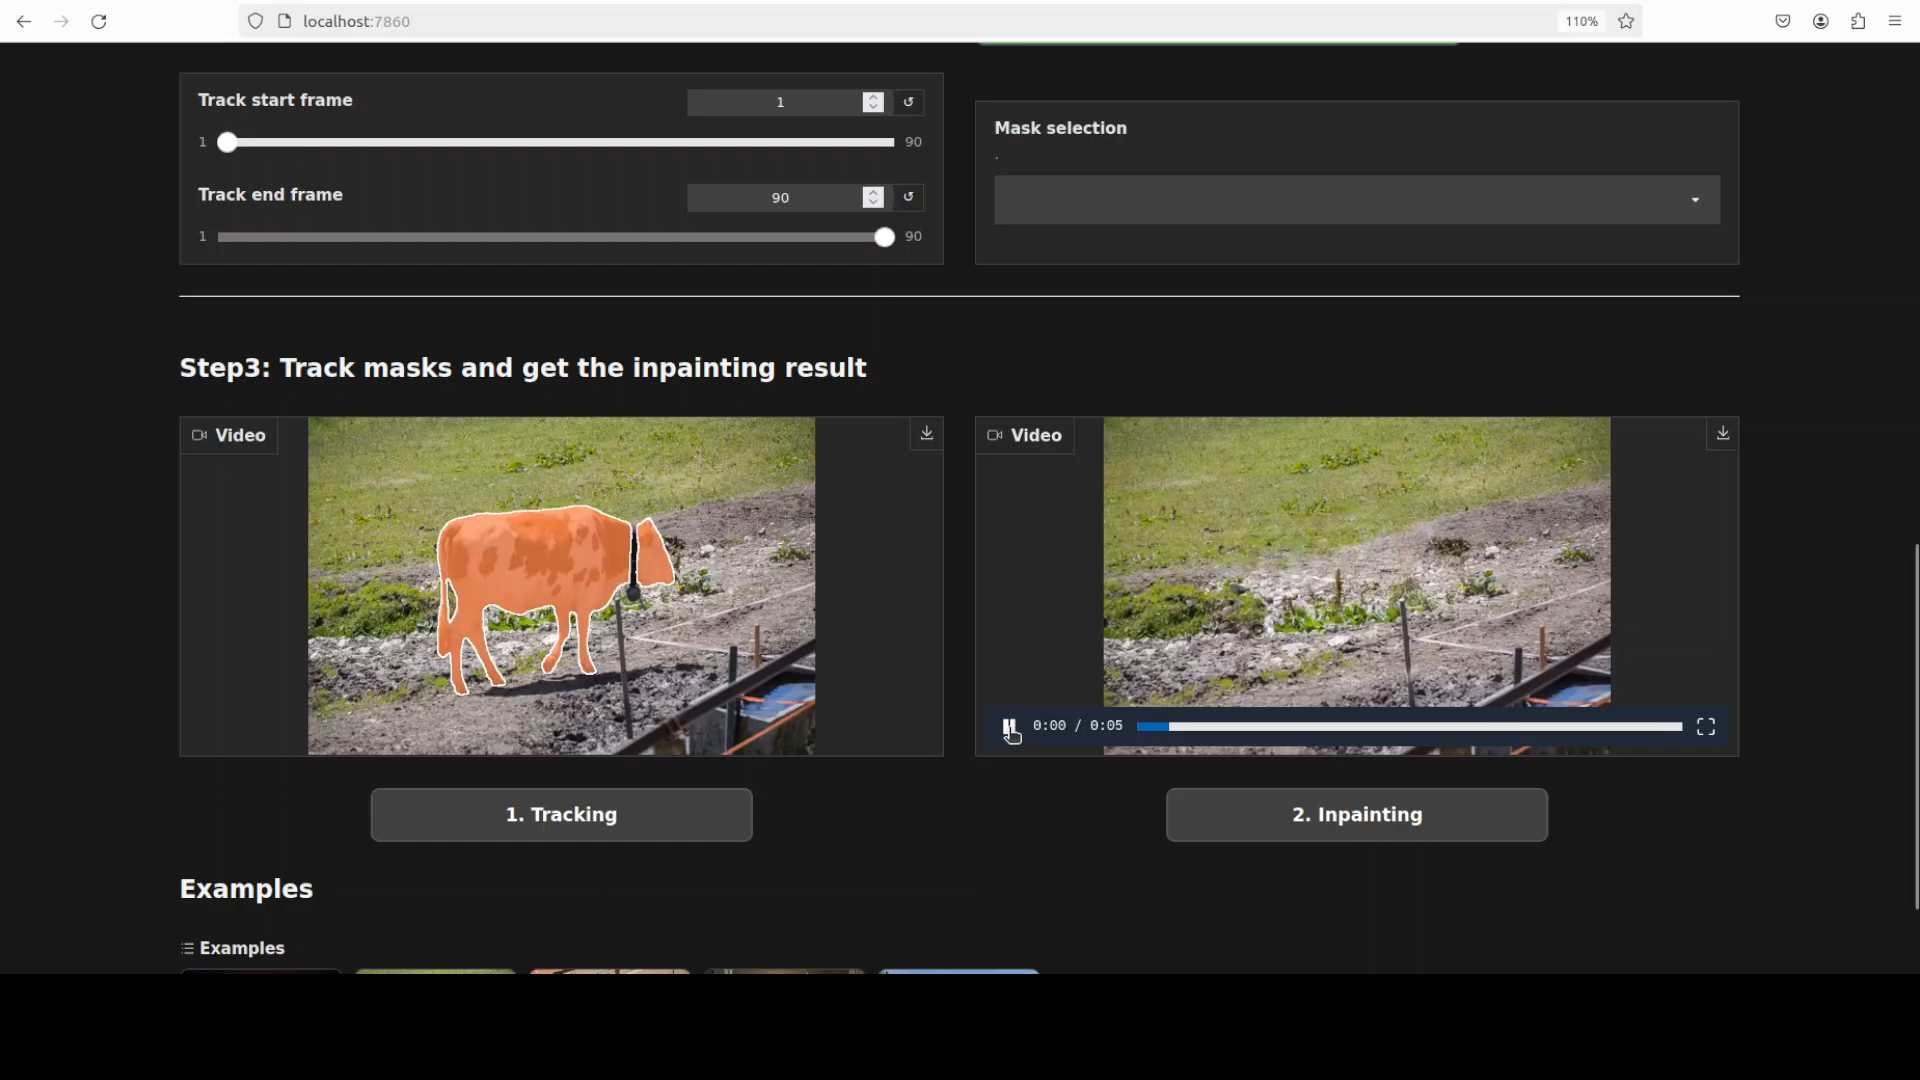 localhost:7860
110%
Track start frame
1
1
90
Track end frame
90
1
90
Mask selection
.
Step3: Track masks and get the inpainting result
Video
Video
0:00 / 0:05
1. Tracking
2. Inpainting
Examples
Examples